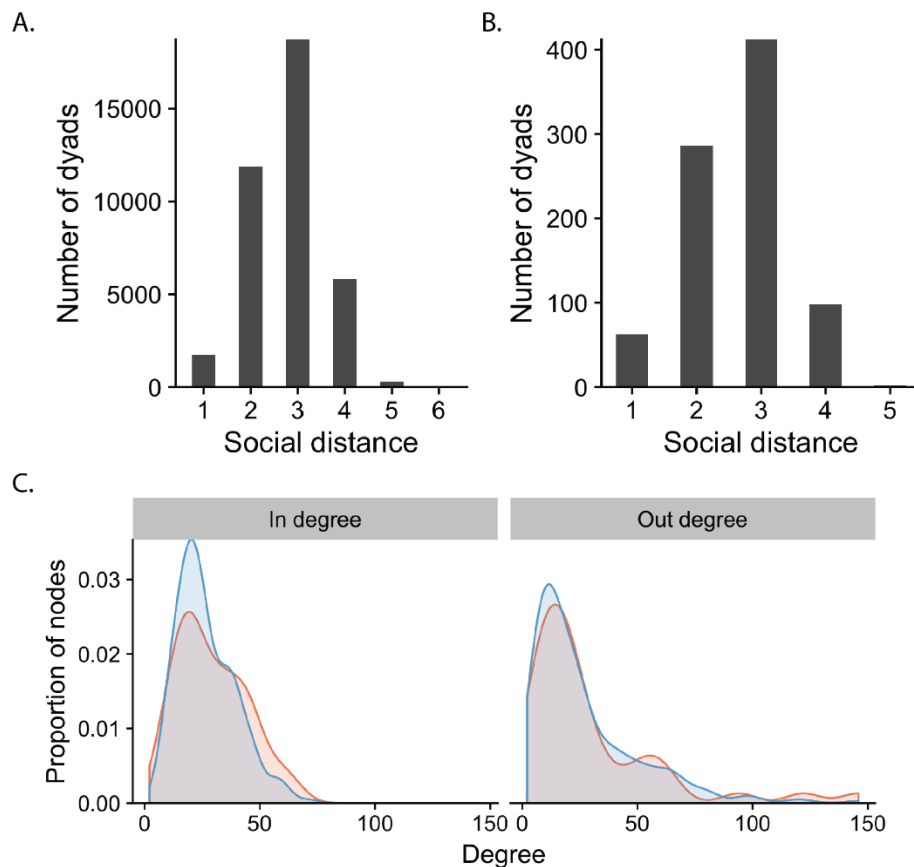 A.
Number of dyads
15000
10000
5000
0
1 2 3 4 5 6
Social distance
B.
Number of dyads
400
300
200
100
0
1 2 3 4 5
Social distance
C.
In degree
Out degree
Proportion of nodes
0.03
0.02
0.01
0.00
0 50 100 150
0 50 100 150
Degree